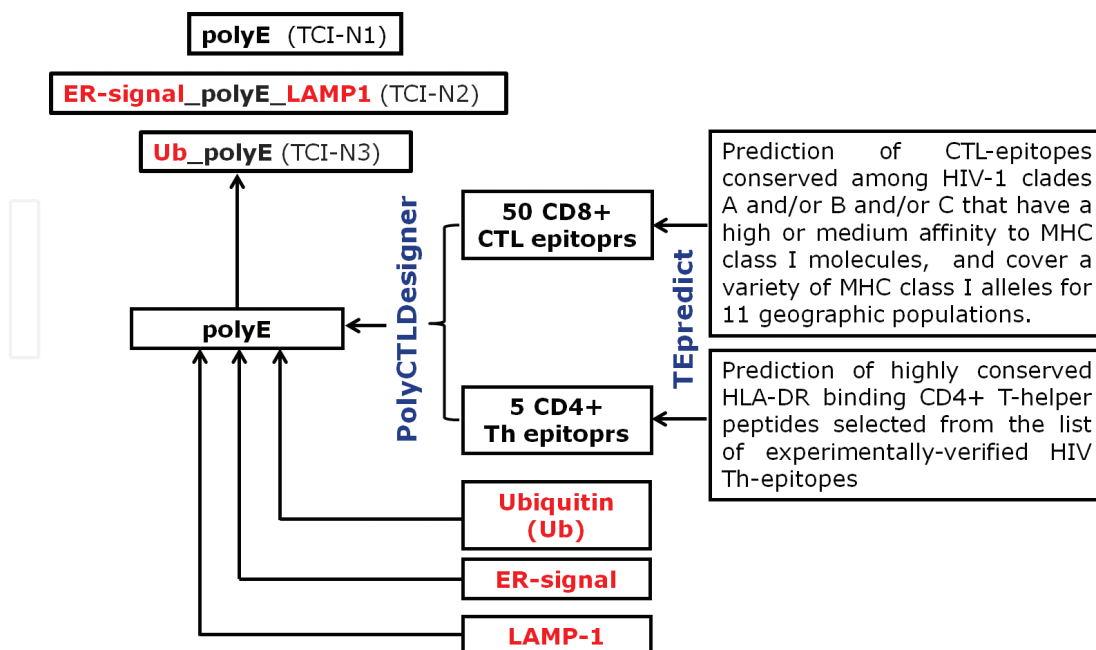 polyE (TCI-N1)
ER-signal_polyE_LAMP1 (TCI-N2)
Ub_polyE (TCI-N3)
polyE
PolyCTLDesigner
50 CD8+
CTL epitoprs
5 CD4+
Th epitoprs
TEpredict
Prediction of CTL-epitopes
conserved among HIV-1 clades
A and/or B and/or C that have a
high or medium affinity to MHC
class I molecules, and cover a
variety of MHC class I alleles for
11 geographic populations.
Prediction of highly conserved
HLA-DR binding CD4+ T-helper
peptides selected from the list
of experimentally-verified HIV
Th-epitopes
Ubiquitin
(Ub)
ER-signal
LAMP-1